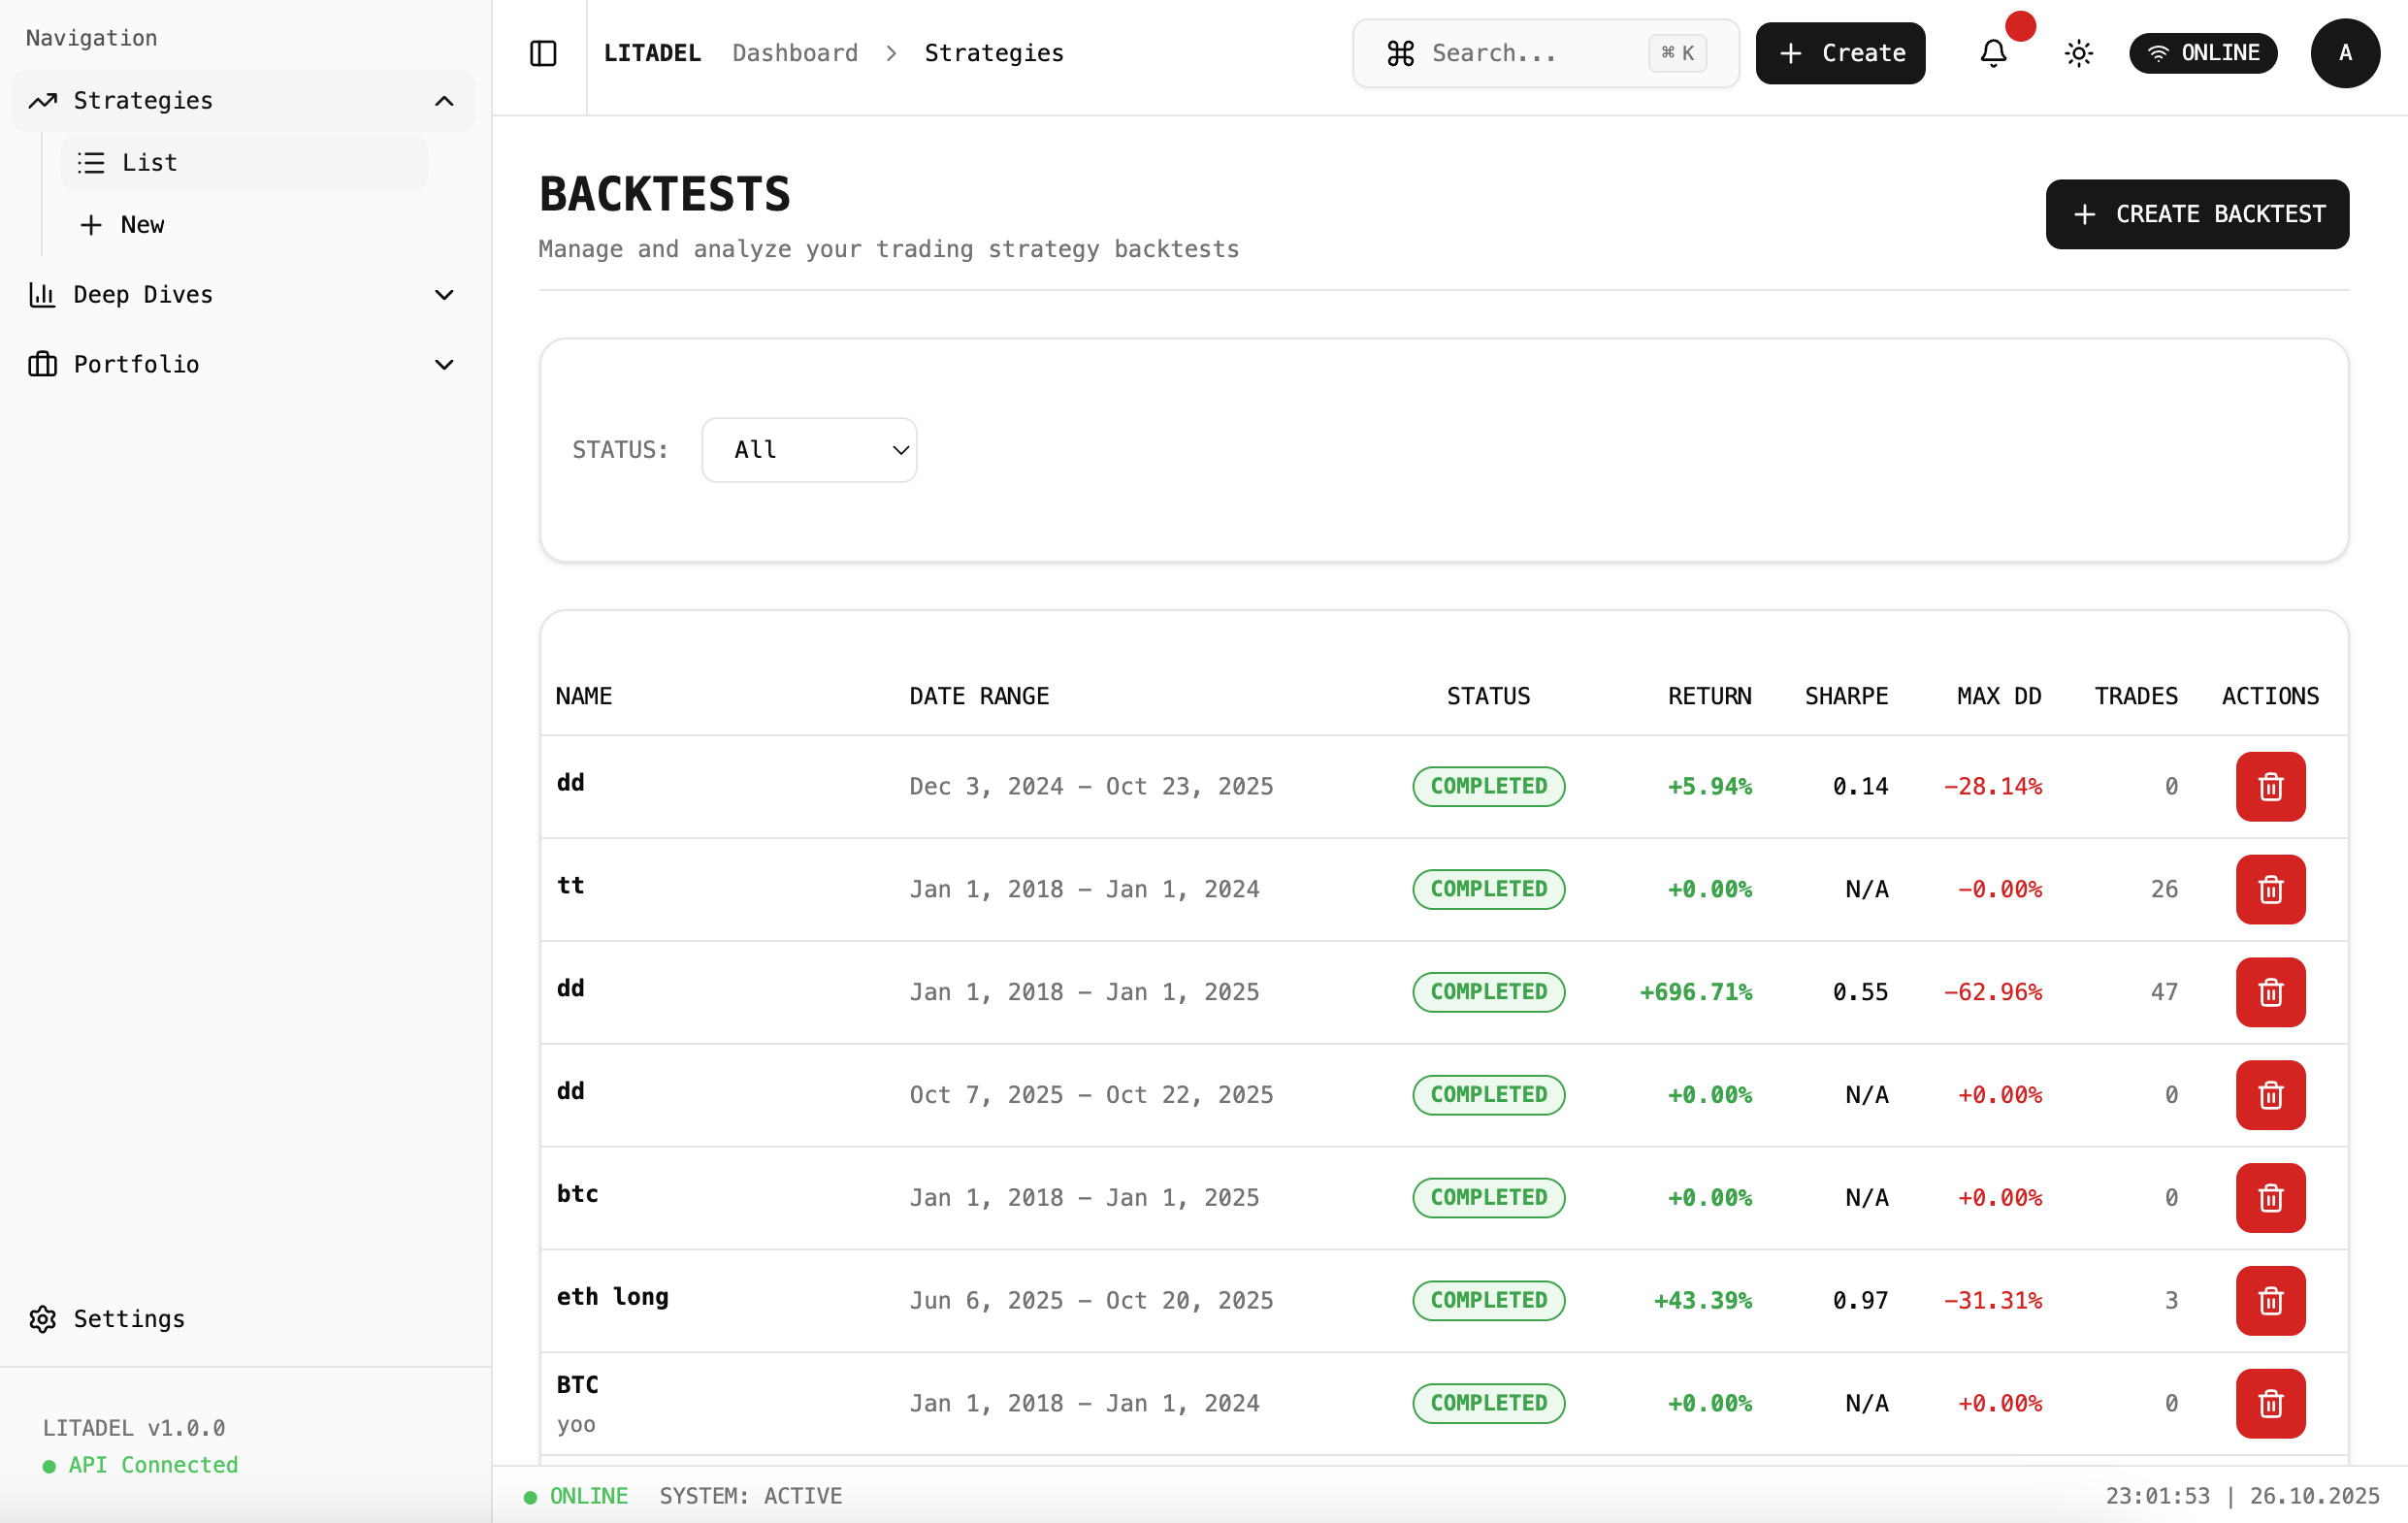 Navigation
Strategies
List
New
Deep Dives
Portfolio
Settings
LITADEL v1.0.0
API Connected
LITADEL Dashboard > Strategies
Search... ⌘ K
+ Create
ONLINE
A
BACKTESTS
Manage and analyze your trading strategy backtests
+ CREATE BACKTEST
STATUS: All
NAME DATE RANGE STATUS RETURN SHARPE MAX DD TRADES ACTIONS
dd Dec 3, 2024 – Oct 23, 2025 COMPLETED +5.94% 0.14 -28.14% 0
tt Jan 1, 2018 – Jan 1, 2024 COMPLETED +0.00% N/A -0.00% 26
dd Jan 1, 2018 – Jan 1, 2025 COMPLETED +696.71% 0.55 -62.96% 47
dd Oct 7, 2025 – Oct 22, 2025 COMPLETED +0.00% N/A +0.00% 0
btc Jan 1, 2018 – Jan 1, 2025 COMPLETED +0.00% N/A +0.00% 0
eth long Jun 6, 2025 – Oct 20, 2025 COMPLETED +43.39% 0.97 -31.31% 3
BTC Jan 1, 2018 – Jan 1, 2024 COMPLETED +0.00% N/A +0.00% 0
yoo
ONLINE SYSTEM: ACTIVE
23:01:53 | 26.10.2025